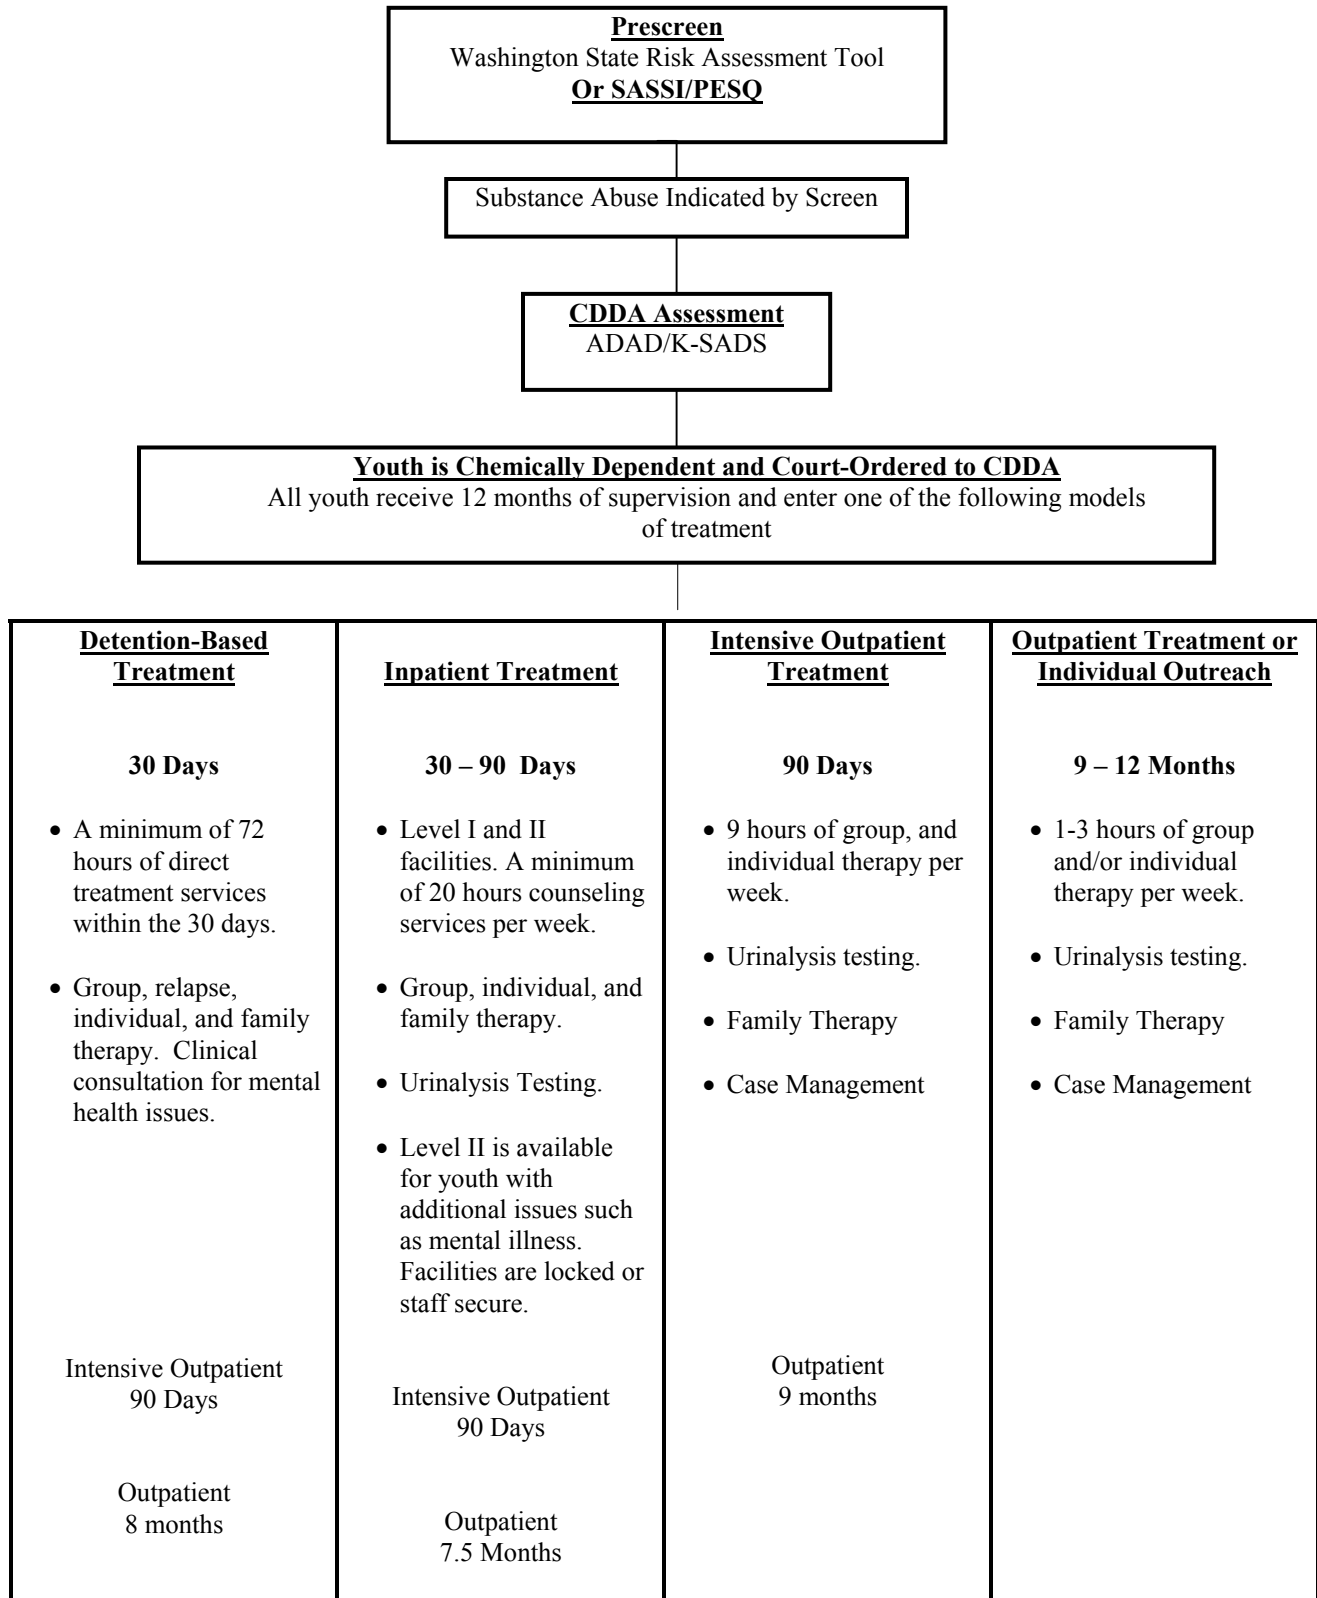 Prescreen
Washington State Risk Assessment Tool
Or SASSI/PESQ
Substance Abuse Indicated by Screen
CDDA Assessment
ADAD/K-SADS
Youth is Chemically Dependent and Court-Ordered to CDDA
All youth receive 12 months of supervision and enter one of the following models
of treatment
Detention-Based
Treatment
30 Days
• A minimum of 72
hours of direct
treatment services
within the 30 days.
• Group, relapse,
individual, and family
therapy.  Clinical
consultation for mental
health issues.
Intensive Outpatient
90 Days
Outpatient
8 months
Inpatient Treatment
30 – 90  Days
• Level I and II
facilities. A minimum
of 20 hours counseling
services per week.
• Group, individual, and
family therapy.
• Urinalysis Testing.
• Level II is available
for youth with
additional issues such
as mental illness.
Facilities are locked or
staff secure.
Intensive Outpatient
90 Days
Outpatient
7.5 Months
Intensive Outpatient
Treatment
90 Days
• 9 hours of group, and
individual therapy per
week.
• Urinalysis testing.
• Family Therapy
• Case Management
Outpatient
9 months
Outpatient Treatment or
Individual Outreach
9 – 12 Months
• 1-3 hours of group
and/or individual
therapy per week.
• Urinalysis testing.
• Family Therapy
• Case Management